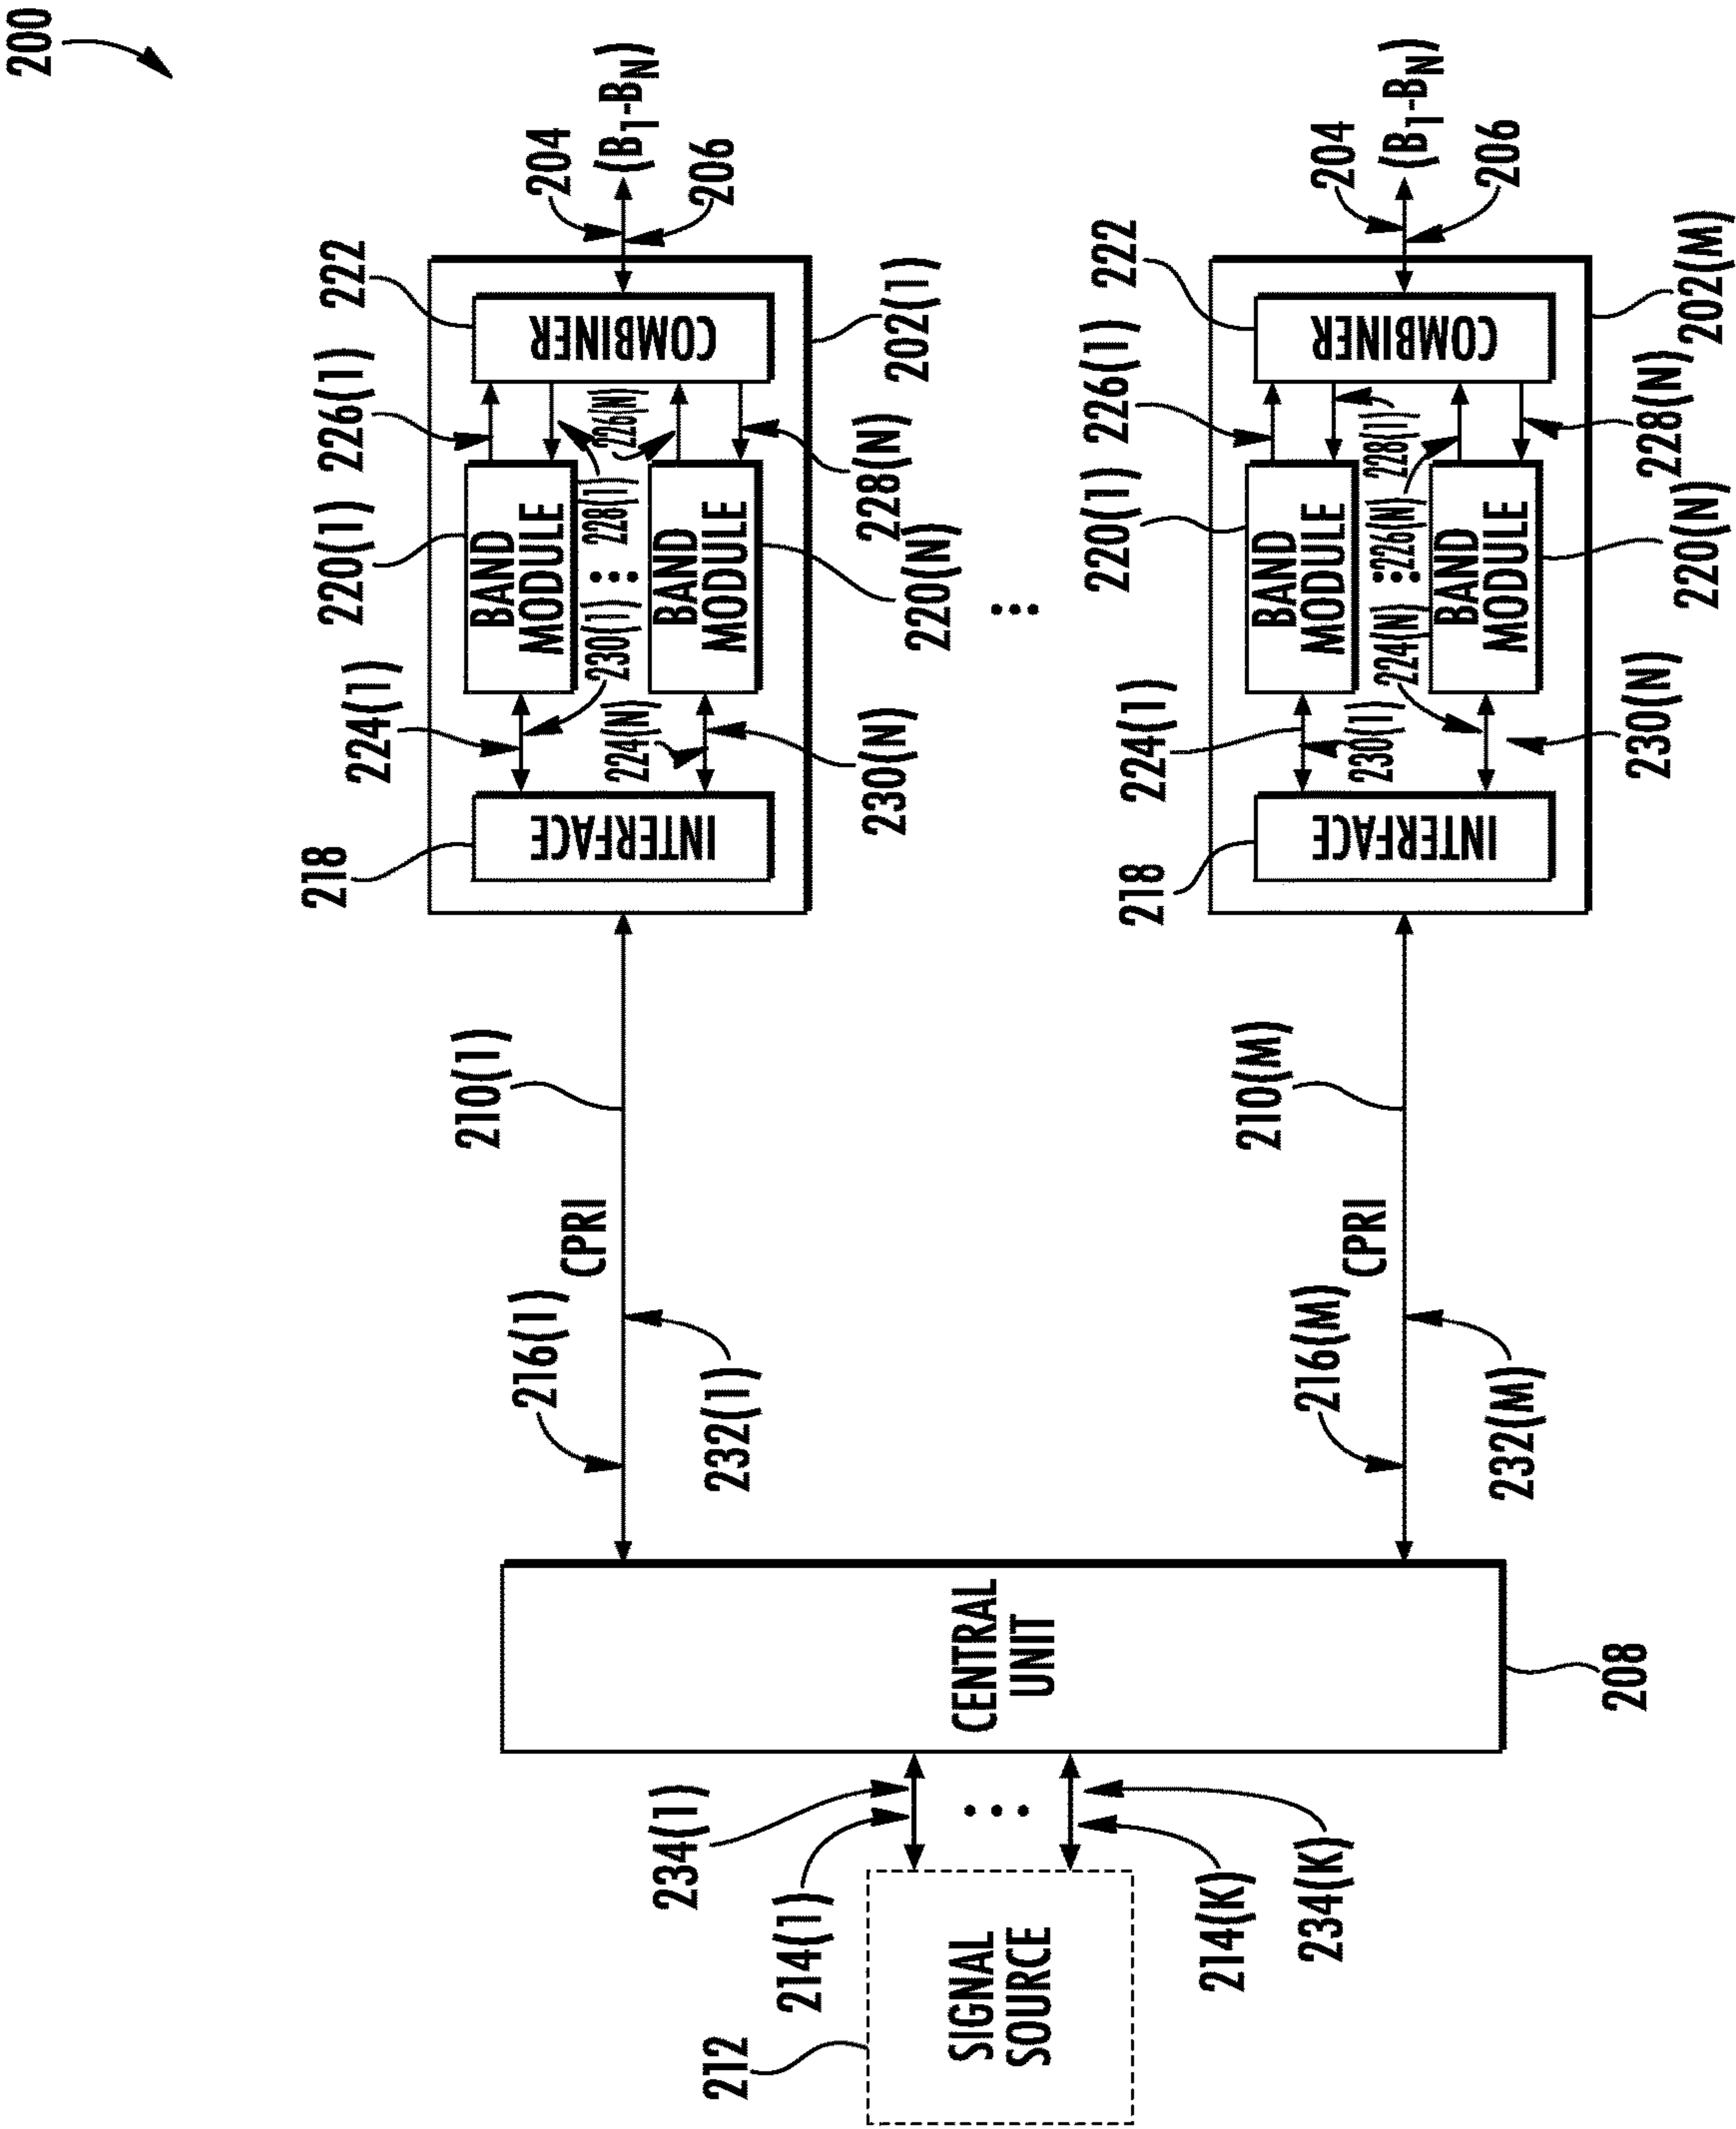 200
204
(B1-BN)
206
222
COMBINER
202(1)
226(1)
226(N)
228(1)
228(N)
220(1)
BAND
MODULE
BAND
MODULE
220(N)
224(1)
230(1)
224(N)
230(N)
218
INTERFACE
210(1)
CPRI
216(1)
232(1)
204
(B1-BN)
206
222
COMBINER
202(M)
226(1)
228(1)
226(N)
228(N)
220(1)
BAND
MODULE
BAND
MODULE
220(N)
224(1)
230(1)
224(N)
230(N)
218
INTERFACE
210(M)
CPRI
216(M)
232(M)
CENTRAL
UNIT
208
234(1)
214(1)
214(K)
234(K)
212
SIGNAL
SOURCE